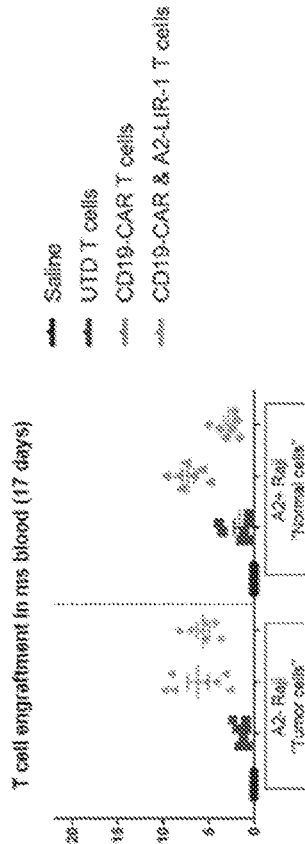 T cell engraftment in ms blood (17 days)
20
15
10
5
0
A2- Raji
"Tumor cells"
A2+ Raji
"Normal cells"
Saline
UTD T cells
CD19-CAR T cells
CD19-CAR & A2-LIR-1 T cells